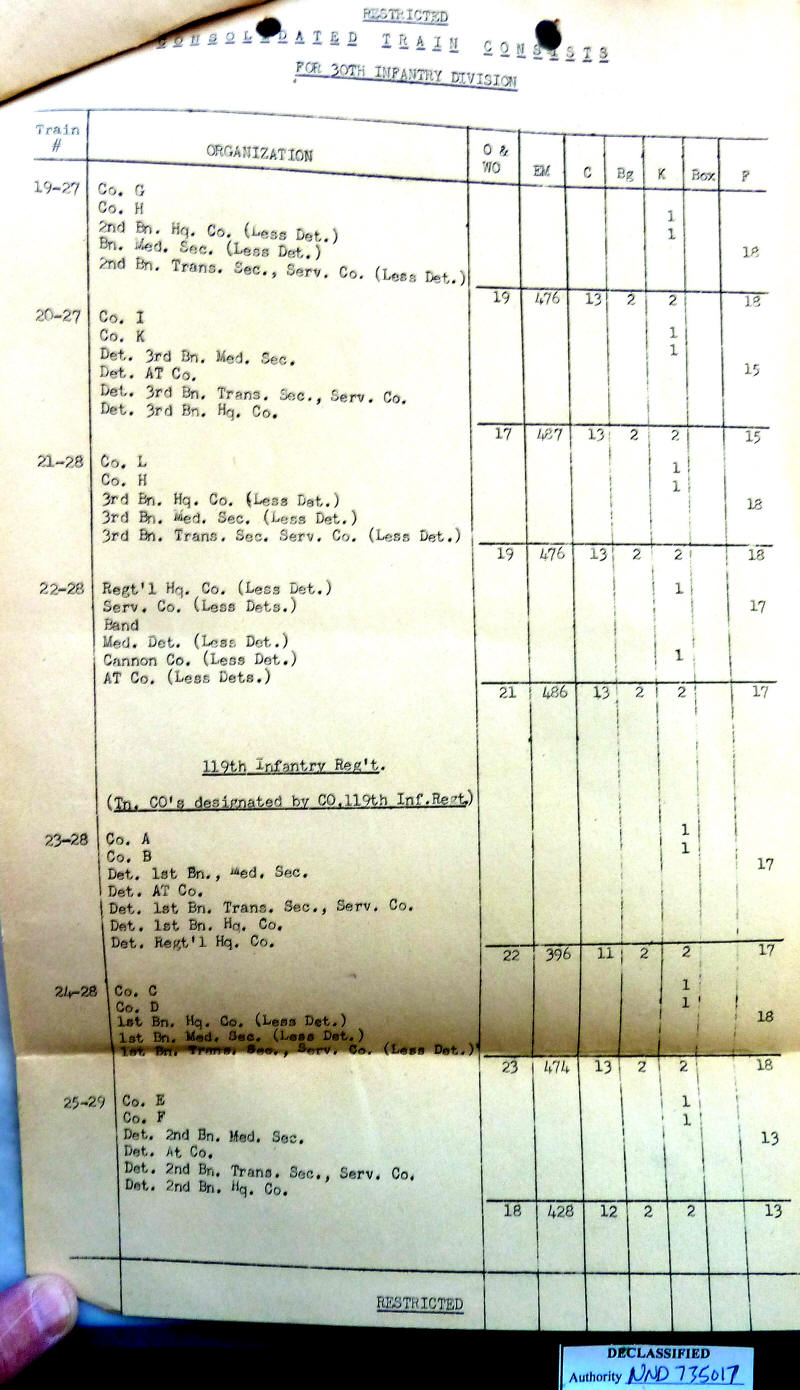 RESTRICTED
CONSOLIDATED TRAIN CONSISTS
FOR 30TH INFANTRY DIVISION
Train # ORGANIZATION O & WO EM C Bg K Box F
19-27 Co. G
Co. H 1
2nd Bn. Hq. Co. (Less Det.) 1
Bn. Med. Sec. (Less Det.) 18
2nd Bn. Trans. Sec., Serv. Co. (Less Det.)
19 476 13 2 2 18
20-27 Co. I
Co. K 1
Det. 3rd Bn. Med. Sec. 1
Det. AT Co. 15
Det. 3rd Bn. Trans. Sec., Serv. Co.
Det. 3rd Bn. Hq. Co.
17 487 13 2 2 15
21-28 Co. L 1
Co. H 1
3rd Bn. Hq. Co. (Less Det.) 18
3rd Bn. Med. Sec. (Less Det.)
3rd Bn. Trans. Sec. Serv. Co. (Less Det.)
19 476 13 2 2 18
22-28 Regt'l Hq. Co. (Less Det.) 1
Serv. Co. (Less Dets.) 17
Band
Med. Det. (Less Det.)
Cannon Co. (Less Det.) 1
AT Co. (Less Dets.)
21 486 13 2 2 17
119th Infantry Reg't.
(Tn. CO's designated by CO,119th Inf.Regt.)
23-28 Co. A 1
Co. B 1
Det. 1st Bn., Med. Sec. 17
Det. AT Co.
Det. 1st Bn. Trans. Sec., Serv. Co.
Det. 1st Bn. Hq. Co.
Det. Regt'l Hq. Co.
22 396 11 2 2 17
24-28 Co. C 1
Co. D 1
1st Bn. Hq. Co. (Less Det.) 18
1st Bn. Med. Sec. (Less Det.)
1st Bn. Trans. Sec., Serv. Co. (Less Det.)
23 474 13 2 2 18
25-29 Co. E 1
Co. F 1
Det. 2nd Bn. Med. Sec. 13
Det. At Co.
Det. 2nd Bn. Trans. Sec., Serv. Co.
Det. 2nd Bn. Hq. Co.
18 428 12 2 2 13
RESTRICTED
DECLASSIFIED
Authority NND 735017